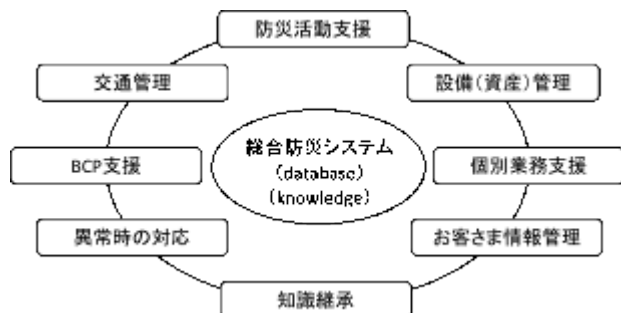 防災活動支援
交通管理
設備(資産)管理
総合防災システム
(database)
(knowledge)
BCP支援
個別業務支援
異常時の対応
お客さま情報管理
知識継承